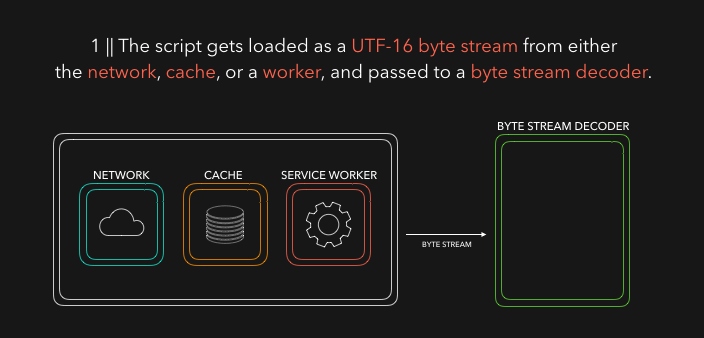 1 || The script gets loaded as a UTF-16 byte stream from either
the network, cache, or a worker, and passed to a byte stream decoder.
BYTE STREAM DECODER
NETWORK
CACHE
SERVICE WORKER
BYTE STREAM